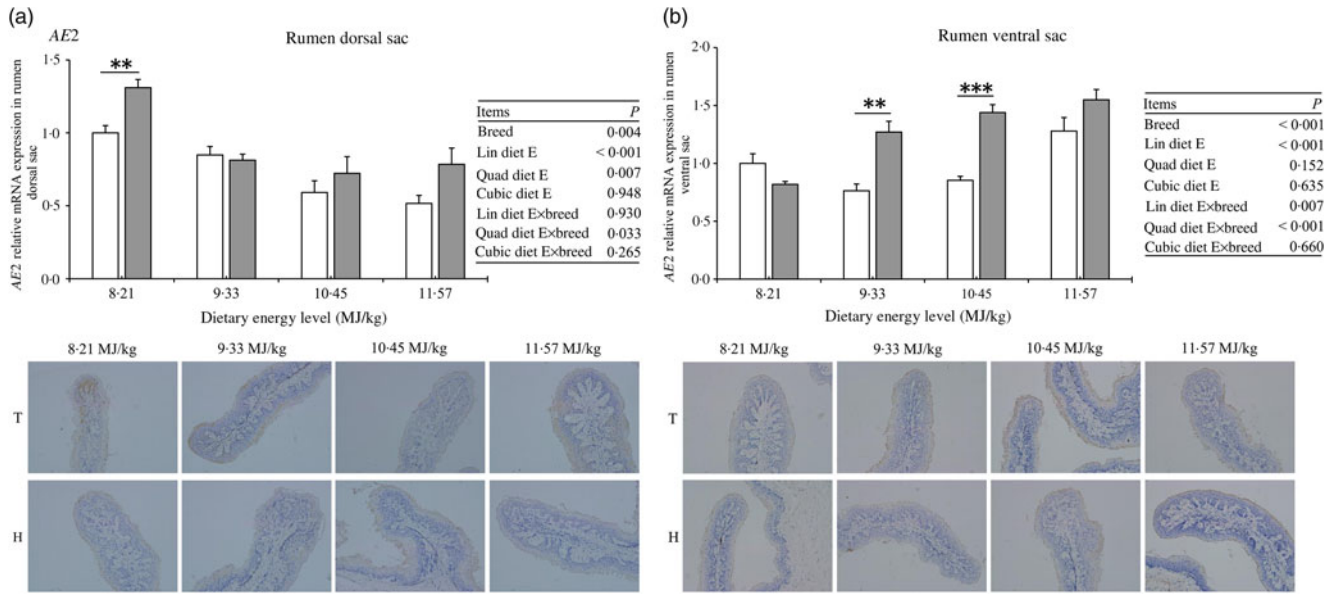 (a)
AE2
Rumen dorsal sac
AE2 relative mRNA expression in rumen
dorsal sac
1·5
1·0
0·5
0·0
**
8·21 9·33 10·45 11·57
Dietary energy level (MJ/kg)
Items P
Breed 0·004
Lin diet E < 0·001
Quad diet E 0·007
Cubic diet E 0·948
Lin diet E×breed 0·930
Quad diet E×breed 0·033
Cubic diet E×breed 0·265
8·21 MJ/kg 9·33 MJ/kg 10·45 MJ/kg 11·57 MJ/kg
T
H
(b)
Rumen ventral sac
AE2 relative mRNA expression in rumen
ventral sac
2·0
1·5
1·0
0·5
0·0
**
***
8·21 9·33 10·45 11·57
Dietary energy level (MJ/kg)
Items P
Breed < 0·001
Lin diet E < 0·001
Quad diet E 0·152
Cubic diet E 0·635
Lin diet E×breed 0·007
Quad diet E×breed < 0·001
Cubic diet E×breed 0·660
8·21 MJ/kg 9·33 MJ/kg 10·45 MJ/kg 11·57 MJ/kg
T
H